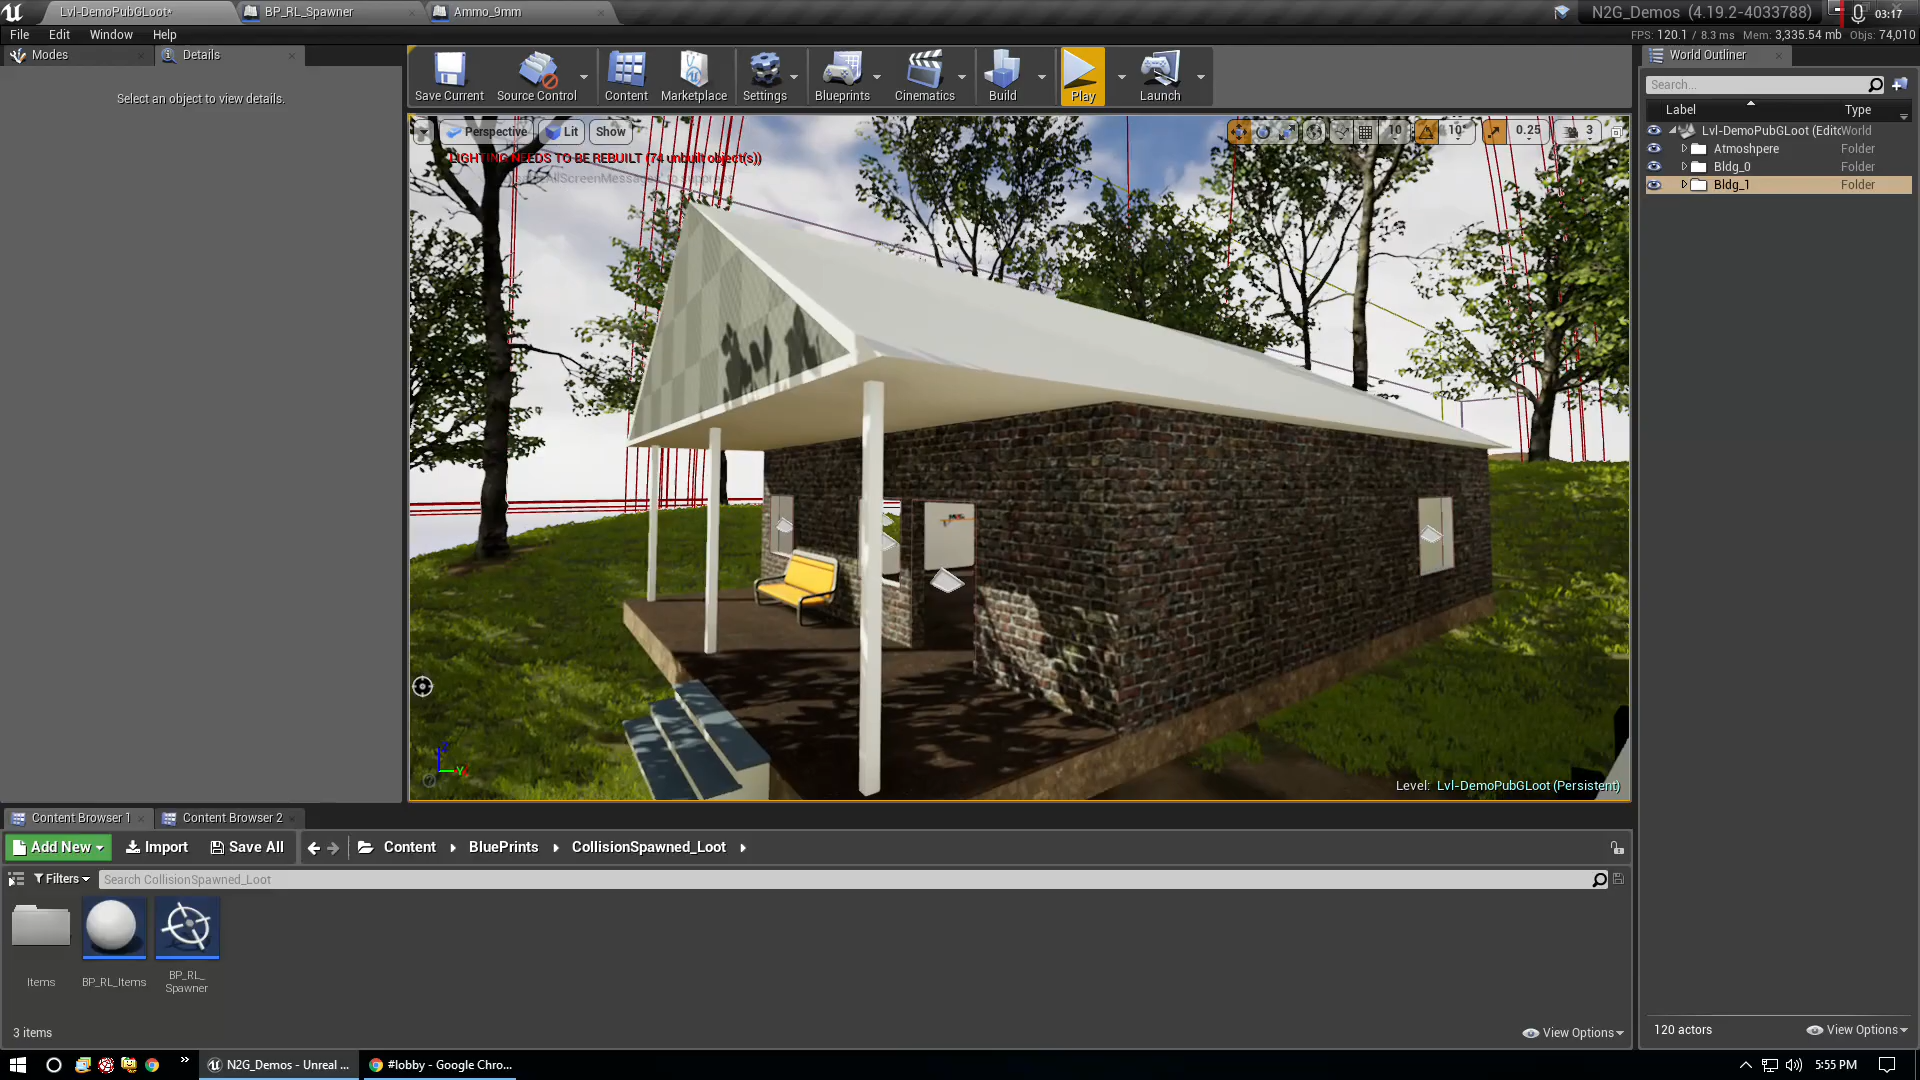 Lvl-DemoPubGLoot*
BP_RL_Spawner
Ammo_9mm
N2G_Demos (4.19.2-4033788)
03:17
File Edit Window Help
FPS: 120.1 / 8.3 ms Mem: 3,335.54 mb Objs: 74,010
Modes
Details
World Outliner
Select an object to view details.
Save Current
Source Control
Content
Marketplace
Settings
Blueprints
Cinematics
Build
Play
Launch
Search...
Label
Type
Perspective
Lit
Show
10
10°
0.25
3
LIGHTING NEEDS TO BE REBUILT (74 unbuilt object(s))
AllScreenMessages' to suppress
Lvl-DemoPubGLoot (Edito World
Atmoshpere Folder
Bldg_0 Folder
Bldg_1 Folder
Z
Y
Level: Lvl-DemoPubGLoot (Persistent)
Content Browser 1
Content Browser 2
Add New
Import
Save All
Content
BluePrints
CollisionSpawned_Loot
Filters
Search CollisionSpawned_Loot
Items
BP_RL_Items
BP_RL_
Spawner
3 items
View Options
120 actors
View Options
N2G_Demos - Unreal ...
#lobby - Google Chro...
5:55 PM